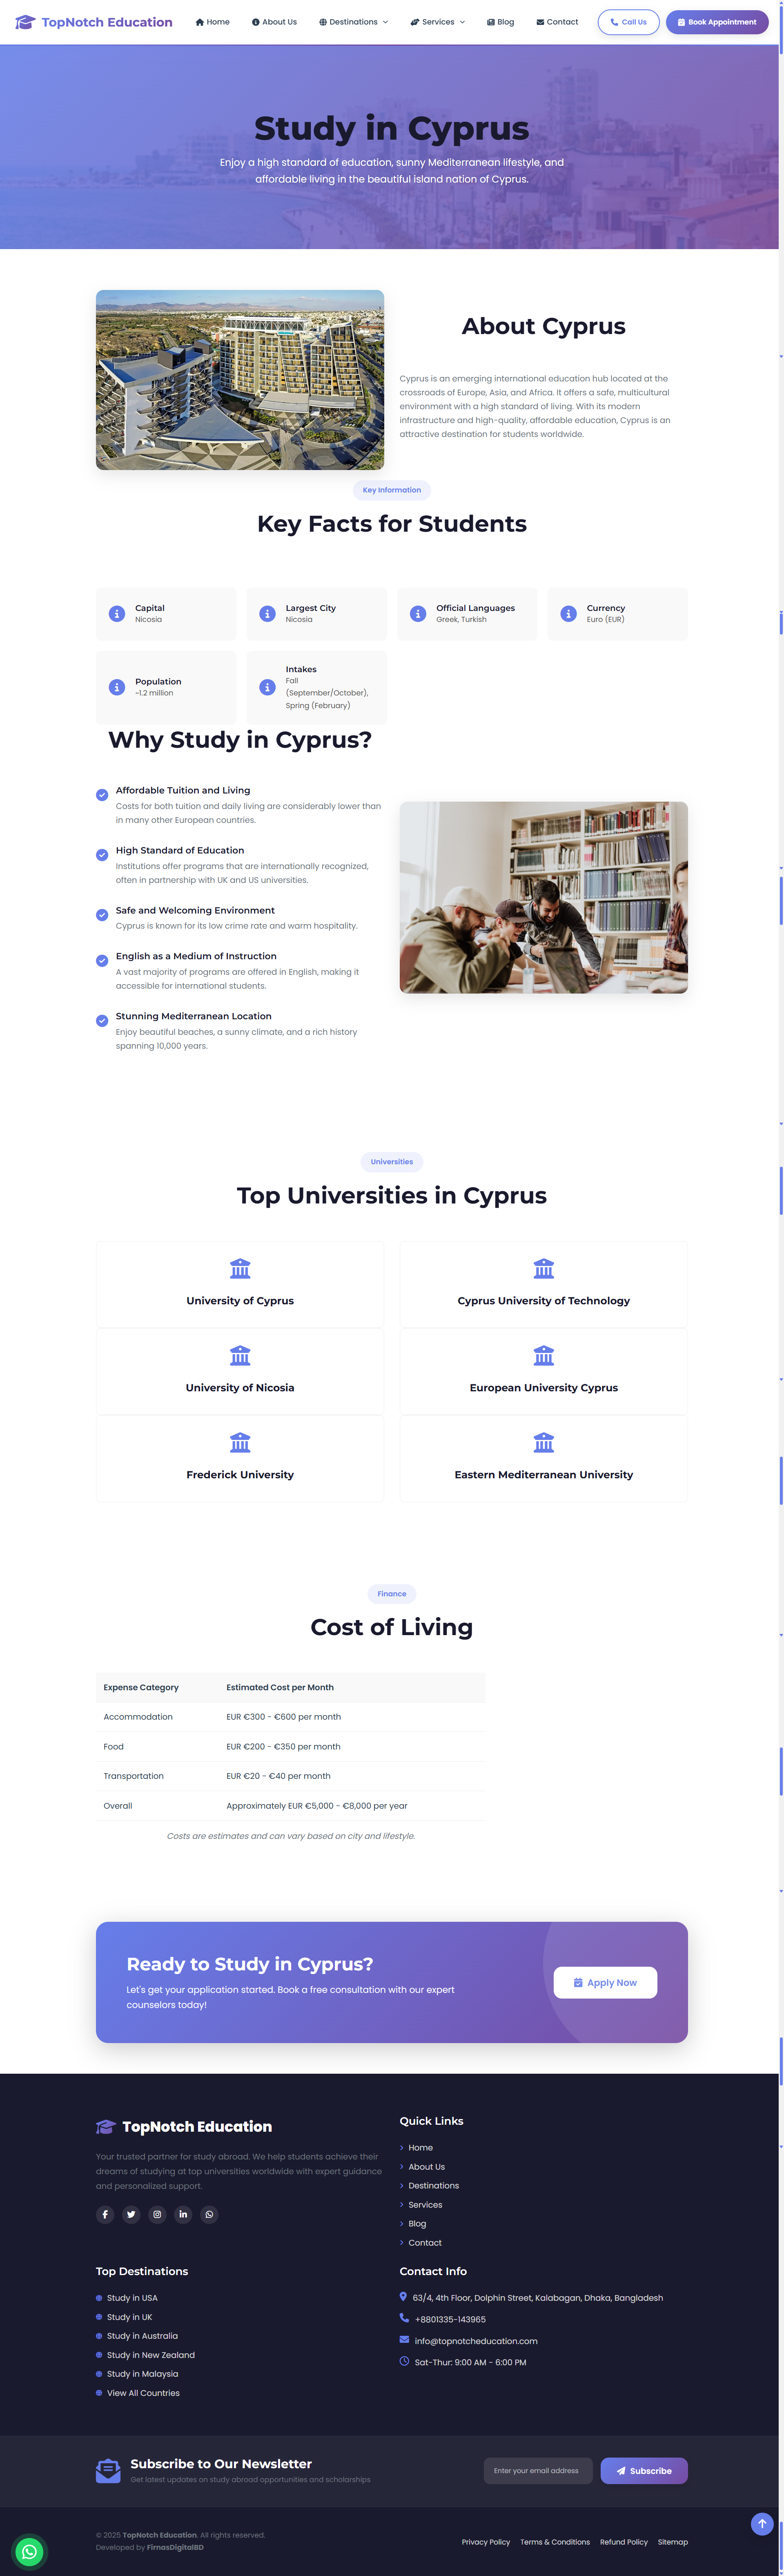 TopNotch Education
Home
About Us
Destinations
Services
Blog
Contact
Call Us
Book Appointment
Study in Cyprus
Enjoy a high standard of education, sunny Mediterranean lifestyle, and
affordable living in the beautiful island nation of Cyprus.
About Cyprus
Cyprus is an emerging international education hub located at the
crossroads of Europe, Asia, and Africa. It offers a safe, multicultural
environment with a high standard of living. With its modern
infrastructure and high-quality, affordable education, Cyprus is an
attractive destination for students worldwide.
Key Information
Key Facts for Students
Capital
Nicosia
Largest City
Nicosia
Official Languages
Greek, Turkish
Currency
Euro (EUR)
Population
~1.2 million
Intakes
Fall
(September/October),
Spring (February)
Why Study in Cyprus?
Affordable Tuition and Living
Costs for both tuition and daily living are considerably lower than
in many other European countries.
High Standard of Education
Institutions offer programs that are internationally recognized,
often in partnership with UK and US universities.
Safe and Welcoming Environment
Cyprus is known for its low crime rate and warm hospitality.
English as a Medium of Instruction
A vast majority of programs are offered in English, making it
accessible for international students.
Stunning Mediterranean Location
Enjoy beautiful beaches, a sunny climate, and a rich history
spanning 10,000 years.
Universities
Top Universities in Cyprus
University of Cyprus
Cyprus University of Technology
University of Nicosia
European University Cyprus
Frederick University
Eastern Mediterranean University
Finance
Cost of Living
Expense Category Estimated Cost per Month
Accommodation EUR €300 - €600 per month
Food EUR €200 - €350 per month
Transportation EUR €20 - €40 per month
Overall Approximately EUR €5,000 - €8,000 per year
Costs are estimates and can vary based on city and lifestyle.
Ready to Study in Cyprus?
Let's get your application started. Book a free consultation with our expert
counselors today!
Apply Now
TopNotch Education
Your trusted partner for study abroad. We help students achieve their
dreams of studying at top universities worldwide with expert guidance
and personalized support.
Quick Links
Home
About Us
Destinations
Services
Blog
Contact
Top Destinations
Study in USA
Study in UK
Study in Australia
Study in New Zealand
Study in Malaysia
View All Countries
Contact Info
63/4, 4th Floor, Dolphin Street, Kalabagan, Dhaka, Bangladesh
+8801335-143965
info@topnotcheducation.com
Sat-Thur: 9:00 AM - 6:00 PM
Subscribe to Our Newsletter
Get latest updates on study abroad opportunities and scholarships
Enter your email address
Subscribe
© 2025 TopNotch Education. All rights reserved.
Developed by FirnasDigitalBD
Privacy Policy
Terms & Conditions
Refund Policy
Sitemap